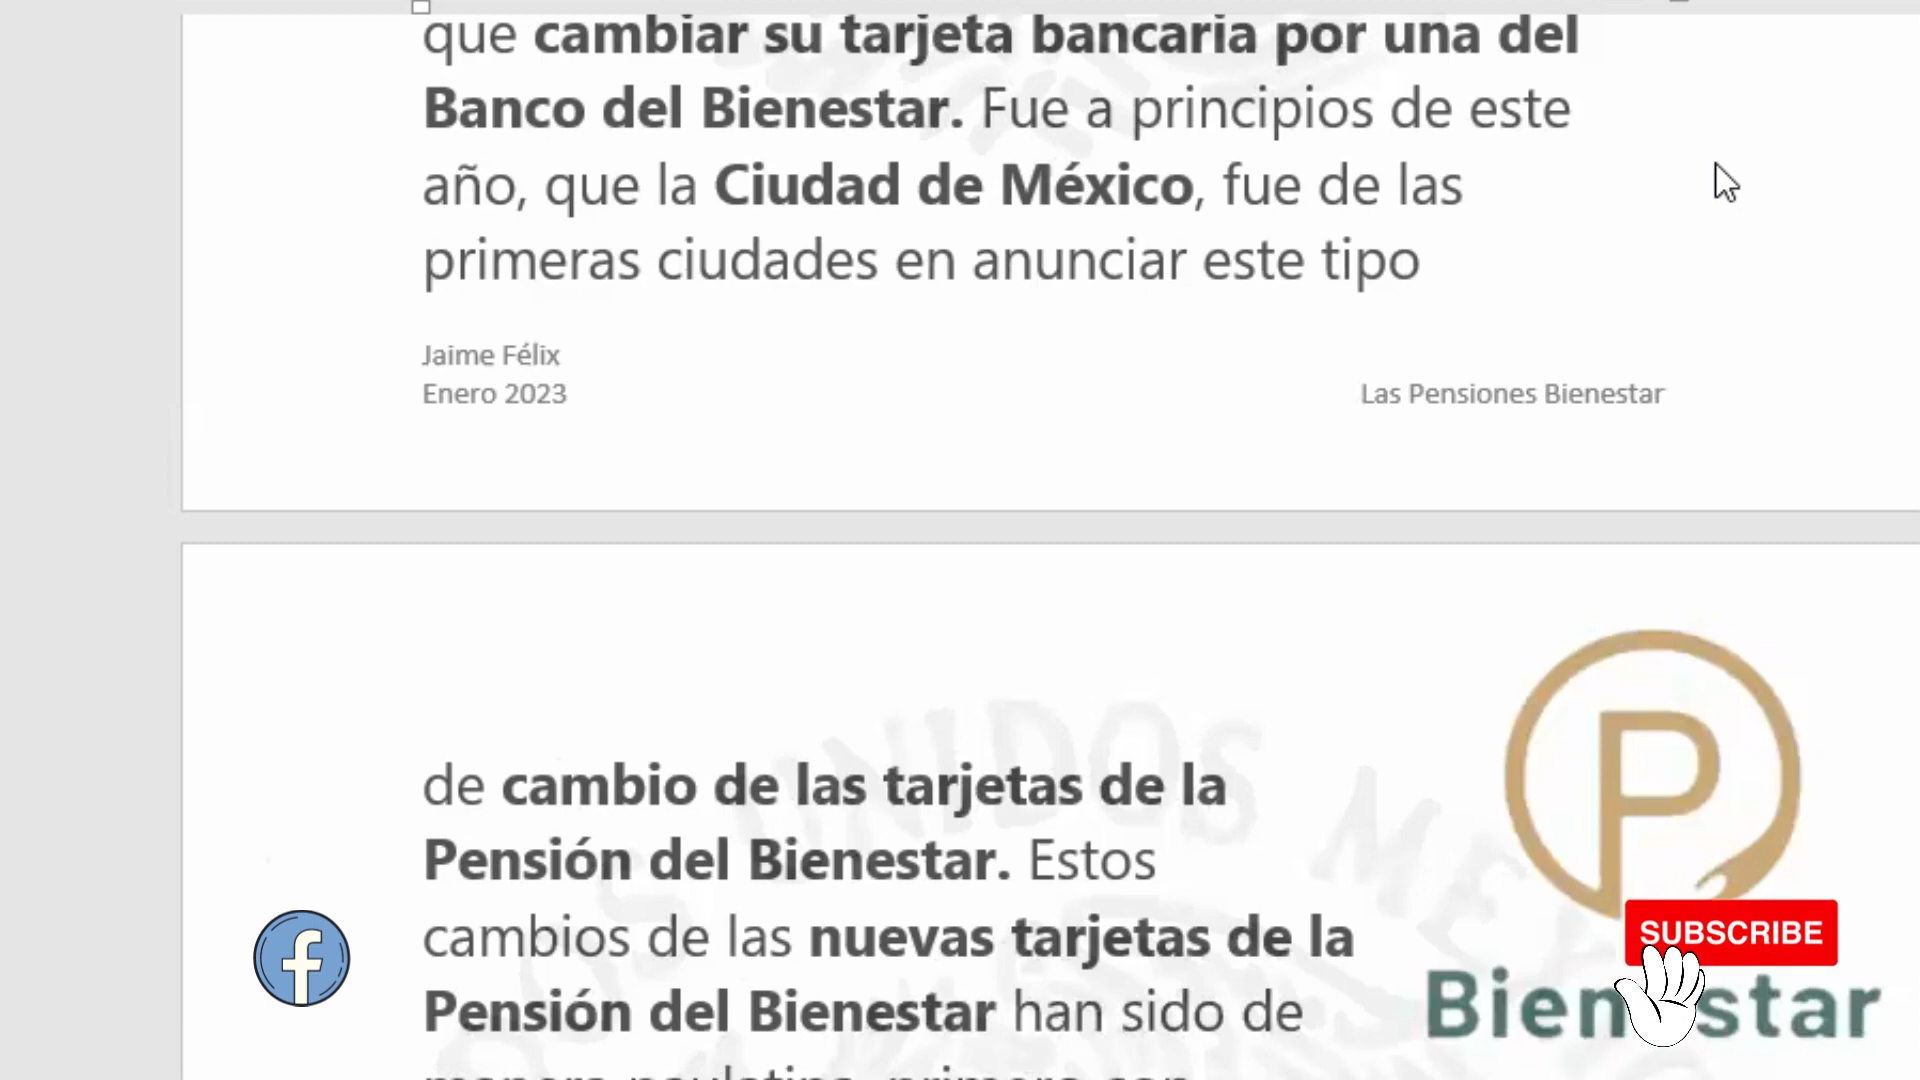 que cambiar su tarjeta bancaria por una del
Banco del Bienestar. Fue a principios de este
año, que la Ciudad de México, fue de las
primeras ciudades en anunciar este tipo
Jaime Félix
Enero 2023
Las Pensiones Bienestar
UNIDOS
de cambio de las tarjetas de la
Pensión del Bienestar. Estos
cambios de las nuevas tarjetas de la
Pensión del Bienestar han sido de
P
SUBSCRIBE
Bienestar
f